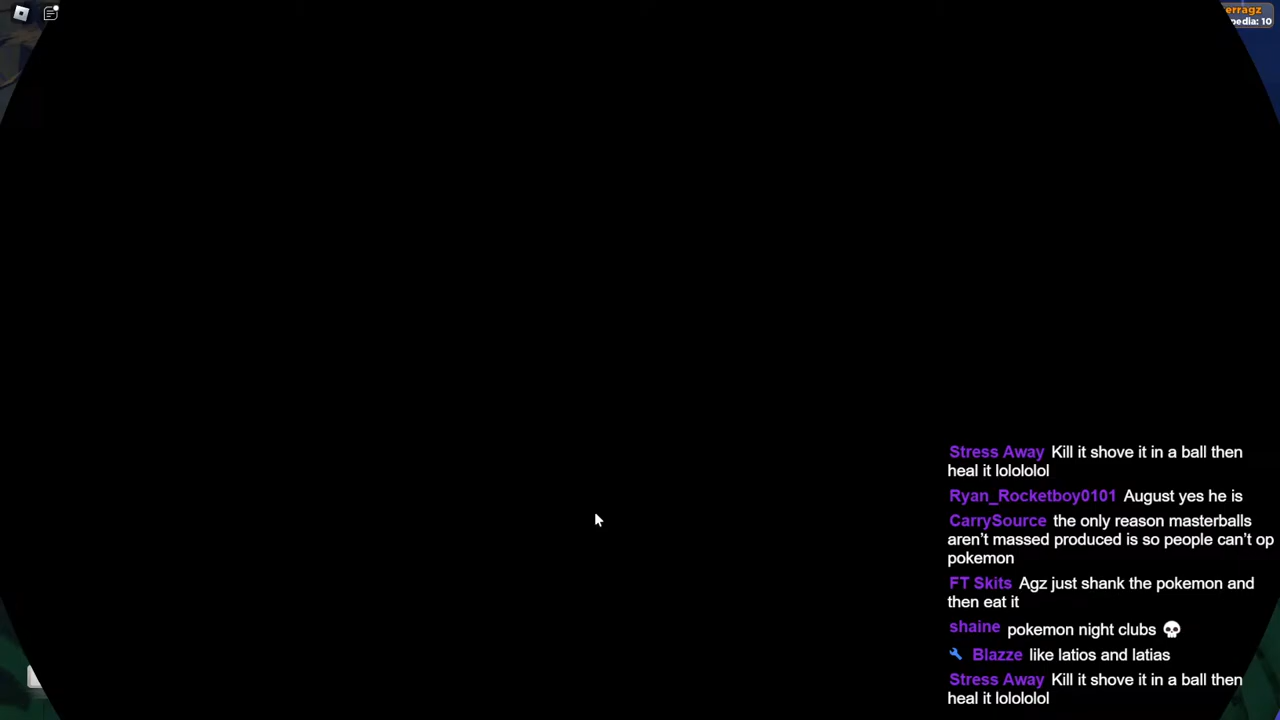 erragz
pedia: 10
Stress Away Kill it shove it in a ball then
heal it lolololol
Ryan_Rocketboy0101 August yes he is
CarrySource the only reason masterballs
aren't massed produced is so people can't op
pokemon
FT Skits Agz just shank the pokemon and
then eat it
shaine pokemon night clubs 💀
Blazze like latios and latias
Stress Away Kill it shove it in a ball then
heal it lolololol